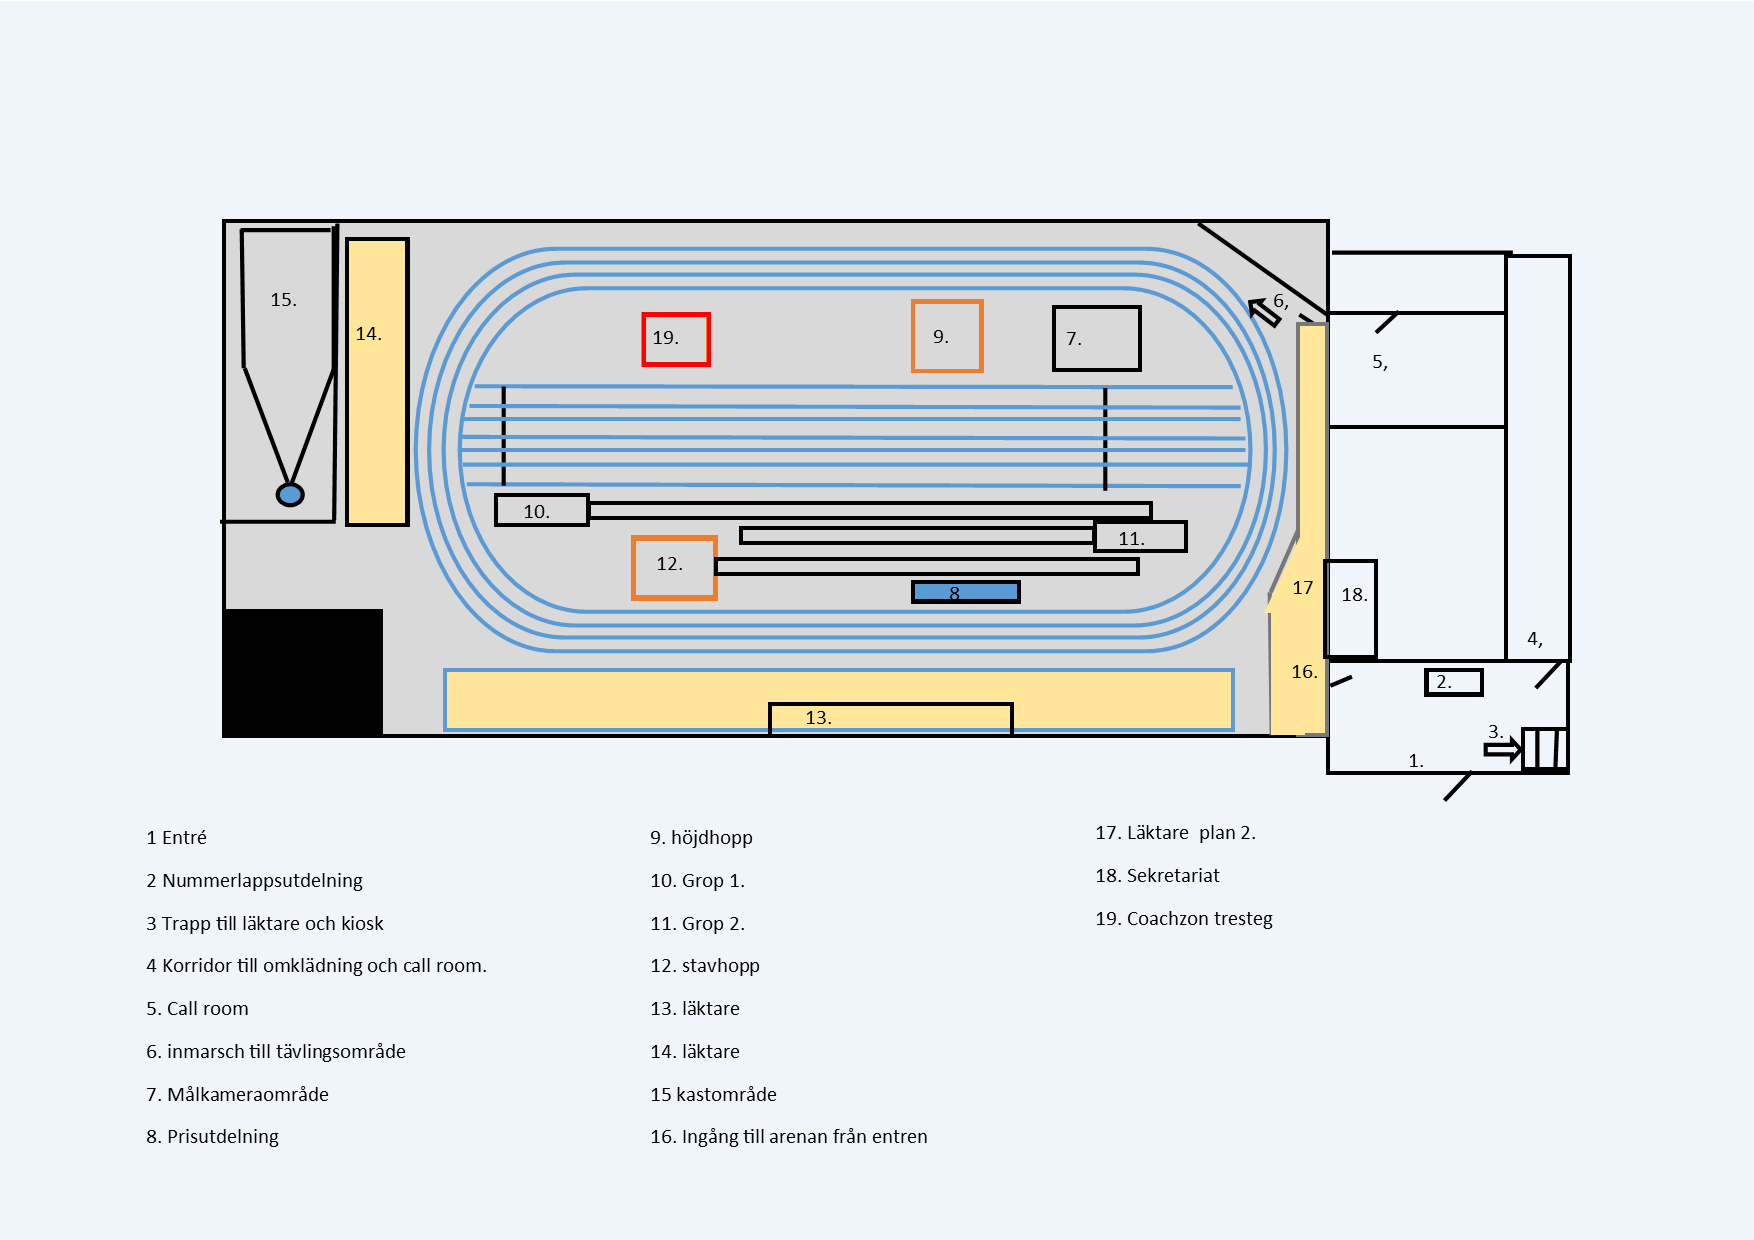 15.
14.
19.
9.
7.
6,
5,
10.
11.
12.
8
17
18.
16.
4,
2.
13.
3.
1.
1 Entré
2 Nummerlappsutdelning
3 Trapp till läktare och kiosk
4 Korridor till omklädning och call room.
5. Call room
6. inmarsch till tävlingsområde
7. Målkameraområde
8. Prisutdelning
9. höjdhopp
10. Grop 1.
11. Grop 2.
12. stavhopp
13. läktare
14. läktare
15 kastområde
16. Ingång till arenan från entren
17. Läktare  plan 2.
18. Sekretariat
19. Coachzon tresteg